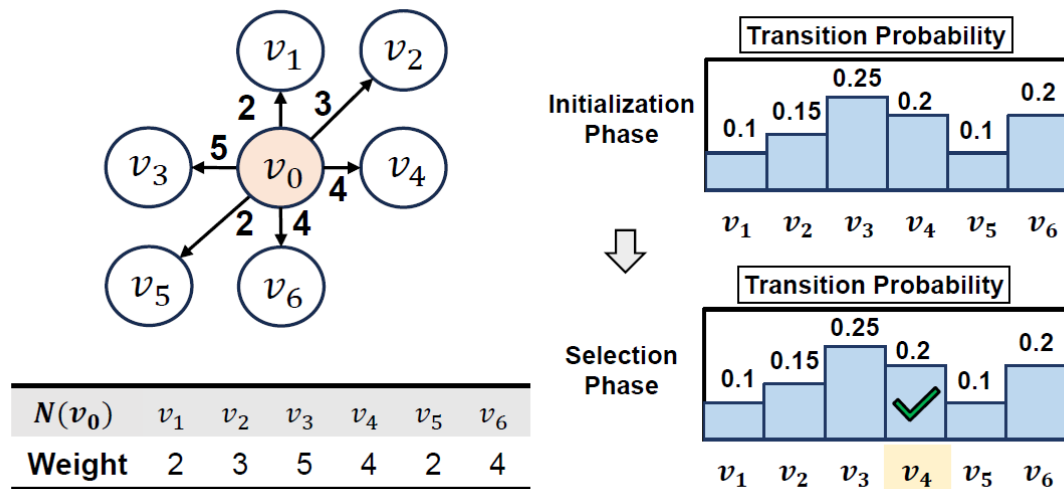 v1
v2
2
3
v3
5
v0
4
v4
2
4
v5
v6
N(v0) v1 v2 v3 v4 v5 v6
Weight 2 3 5 4 2 4
Transition Probability
Initialization
Phase
0.1 0.15 0.25 0.2 0.1 0.2
v1 v2 v3 v4 v5 v6
Transition Probability
Selection
Phase
0.1 0.15 0.25 0.2 0.1 0.2
v1 v2 v3 v4 v5 v6